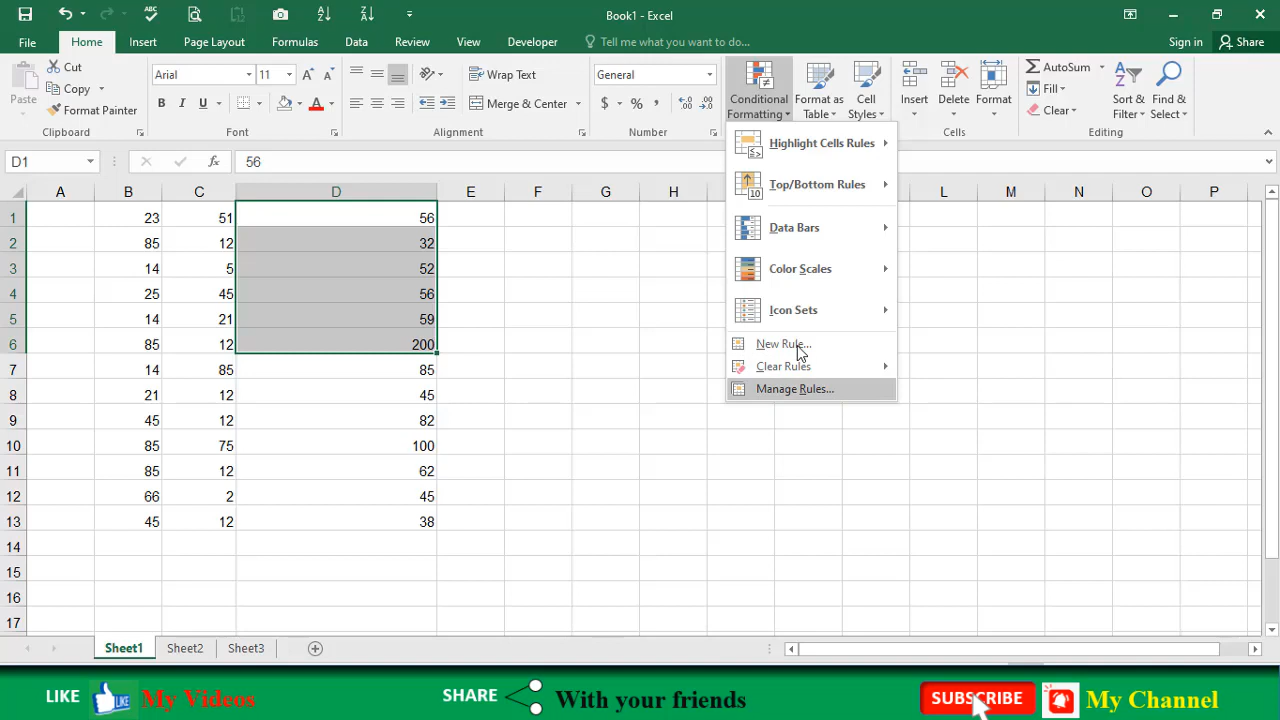 Book1 - Excel
File Home Insert Page Layout Formulas Data Review View Developer Tell me what you want to do... Sign in Share
Paste Cut Copy Format Painter Clipboard
Arial 11 B I U A Font
Wrap Text Merge & Center Alignment
General $ % , Number
Conditional Formatting Format as Table Cell Styles
Insert Delete Format Cells
AutoSum Fill Clear Sort & Filter Find & Select Editing
Highlight Cells Rules
Top/Bottom Rules
Data Bars
Color Scales
Icon Sets
New Rule...
Clear Rules
Manage Rules...
D1 fx 56
A B C D E F G H L M N O P
1 23 51 56
2 85 12 32
3 14 5 52
4 25 45 56
5 14 21 59
6 85 12 200
7 14 85 85
8 21 12 45
9 45 12 82
10 85 75 100
11 85 12 62
12 66 2 45
13 45 12 38
14
15
16
17
Sheet1 Sheet2 Sheet3
LIKE LIKE My Videos SHARE With your friends SUBSCRIBE My Channel